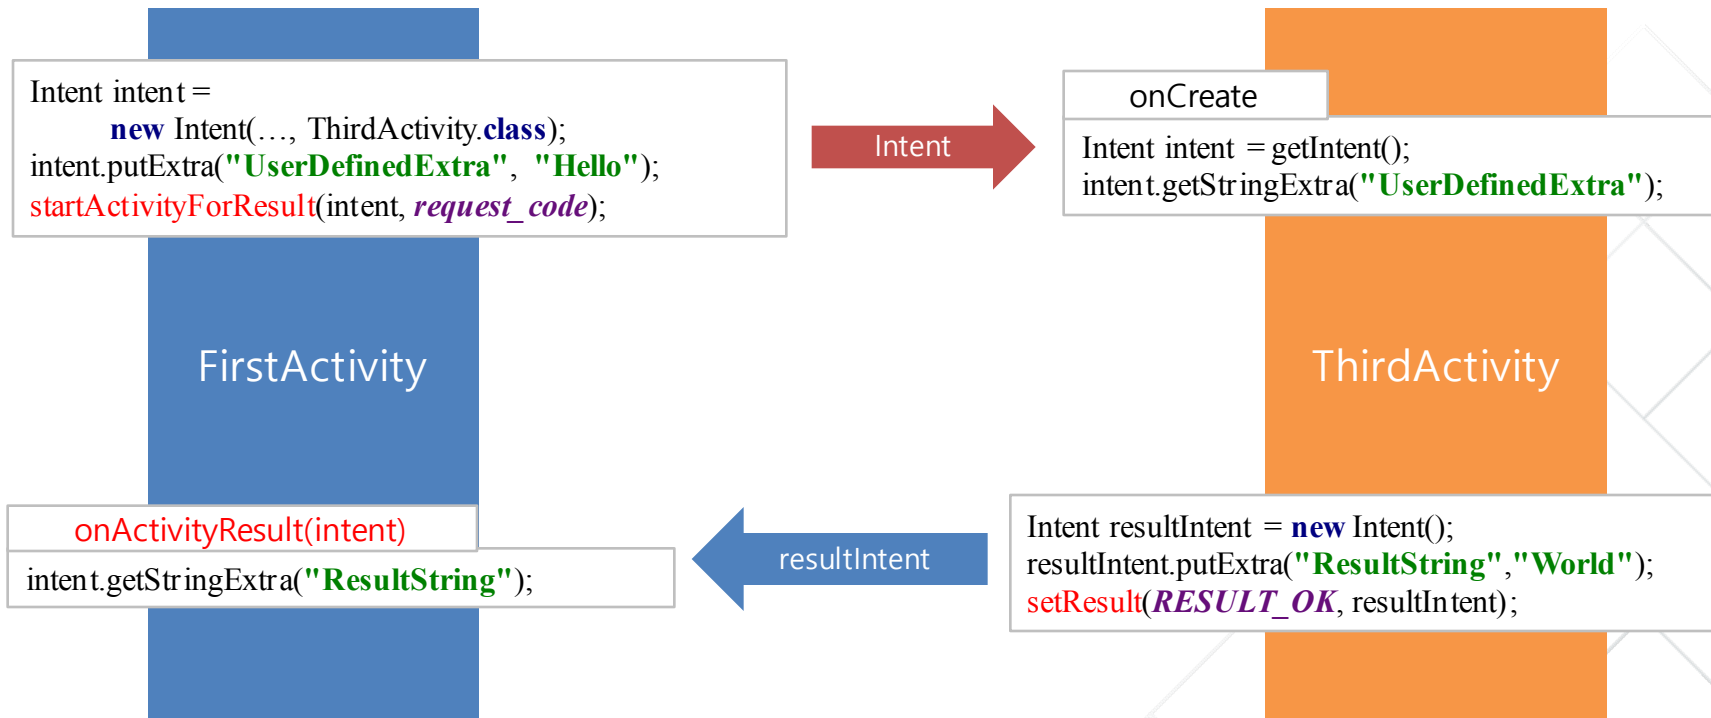 Intent intent =
new Intent(…, ThirdActivity.class);
intent.putExtra("UserDefinedExtra", "Hello");
startActivityForResult(intent, request_code);
Intent
onCreate
Intent intent = getIntent();
intent.getStringExtra("UserDefinedExtra");
FirstActivity
ThirdActivity
onActivityResult(intent)
intent.getStringExtra("ResultString");
resultIntent
Intent resultIntent = new Intent();
resultIntent.putExtra("ResultString","World");
setResult(RESULT_OK, resultIntent);